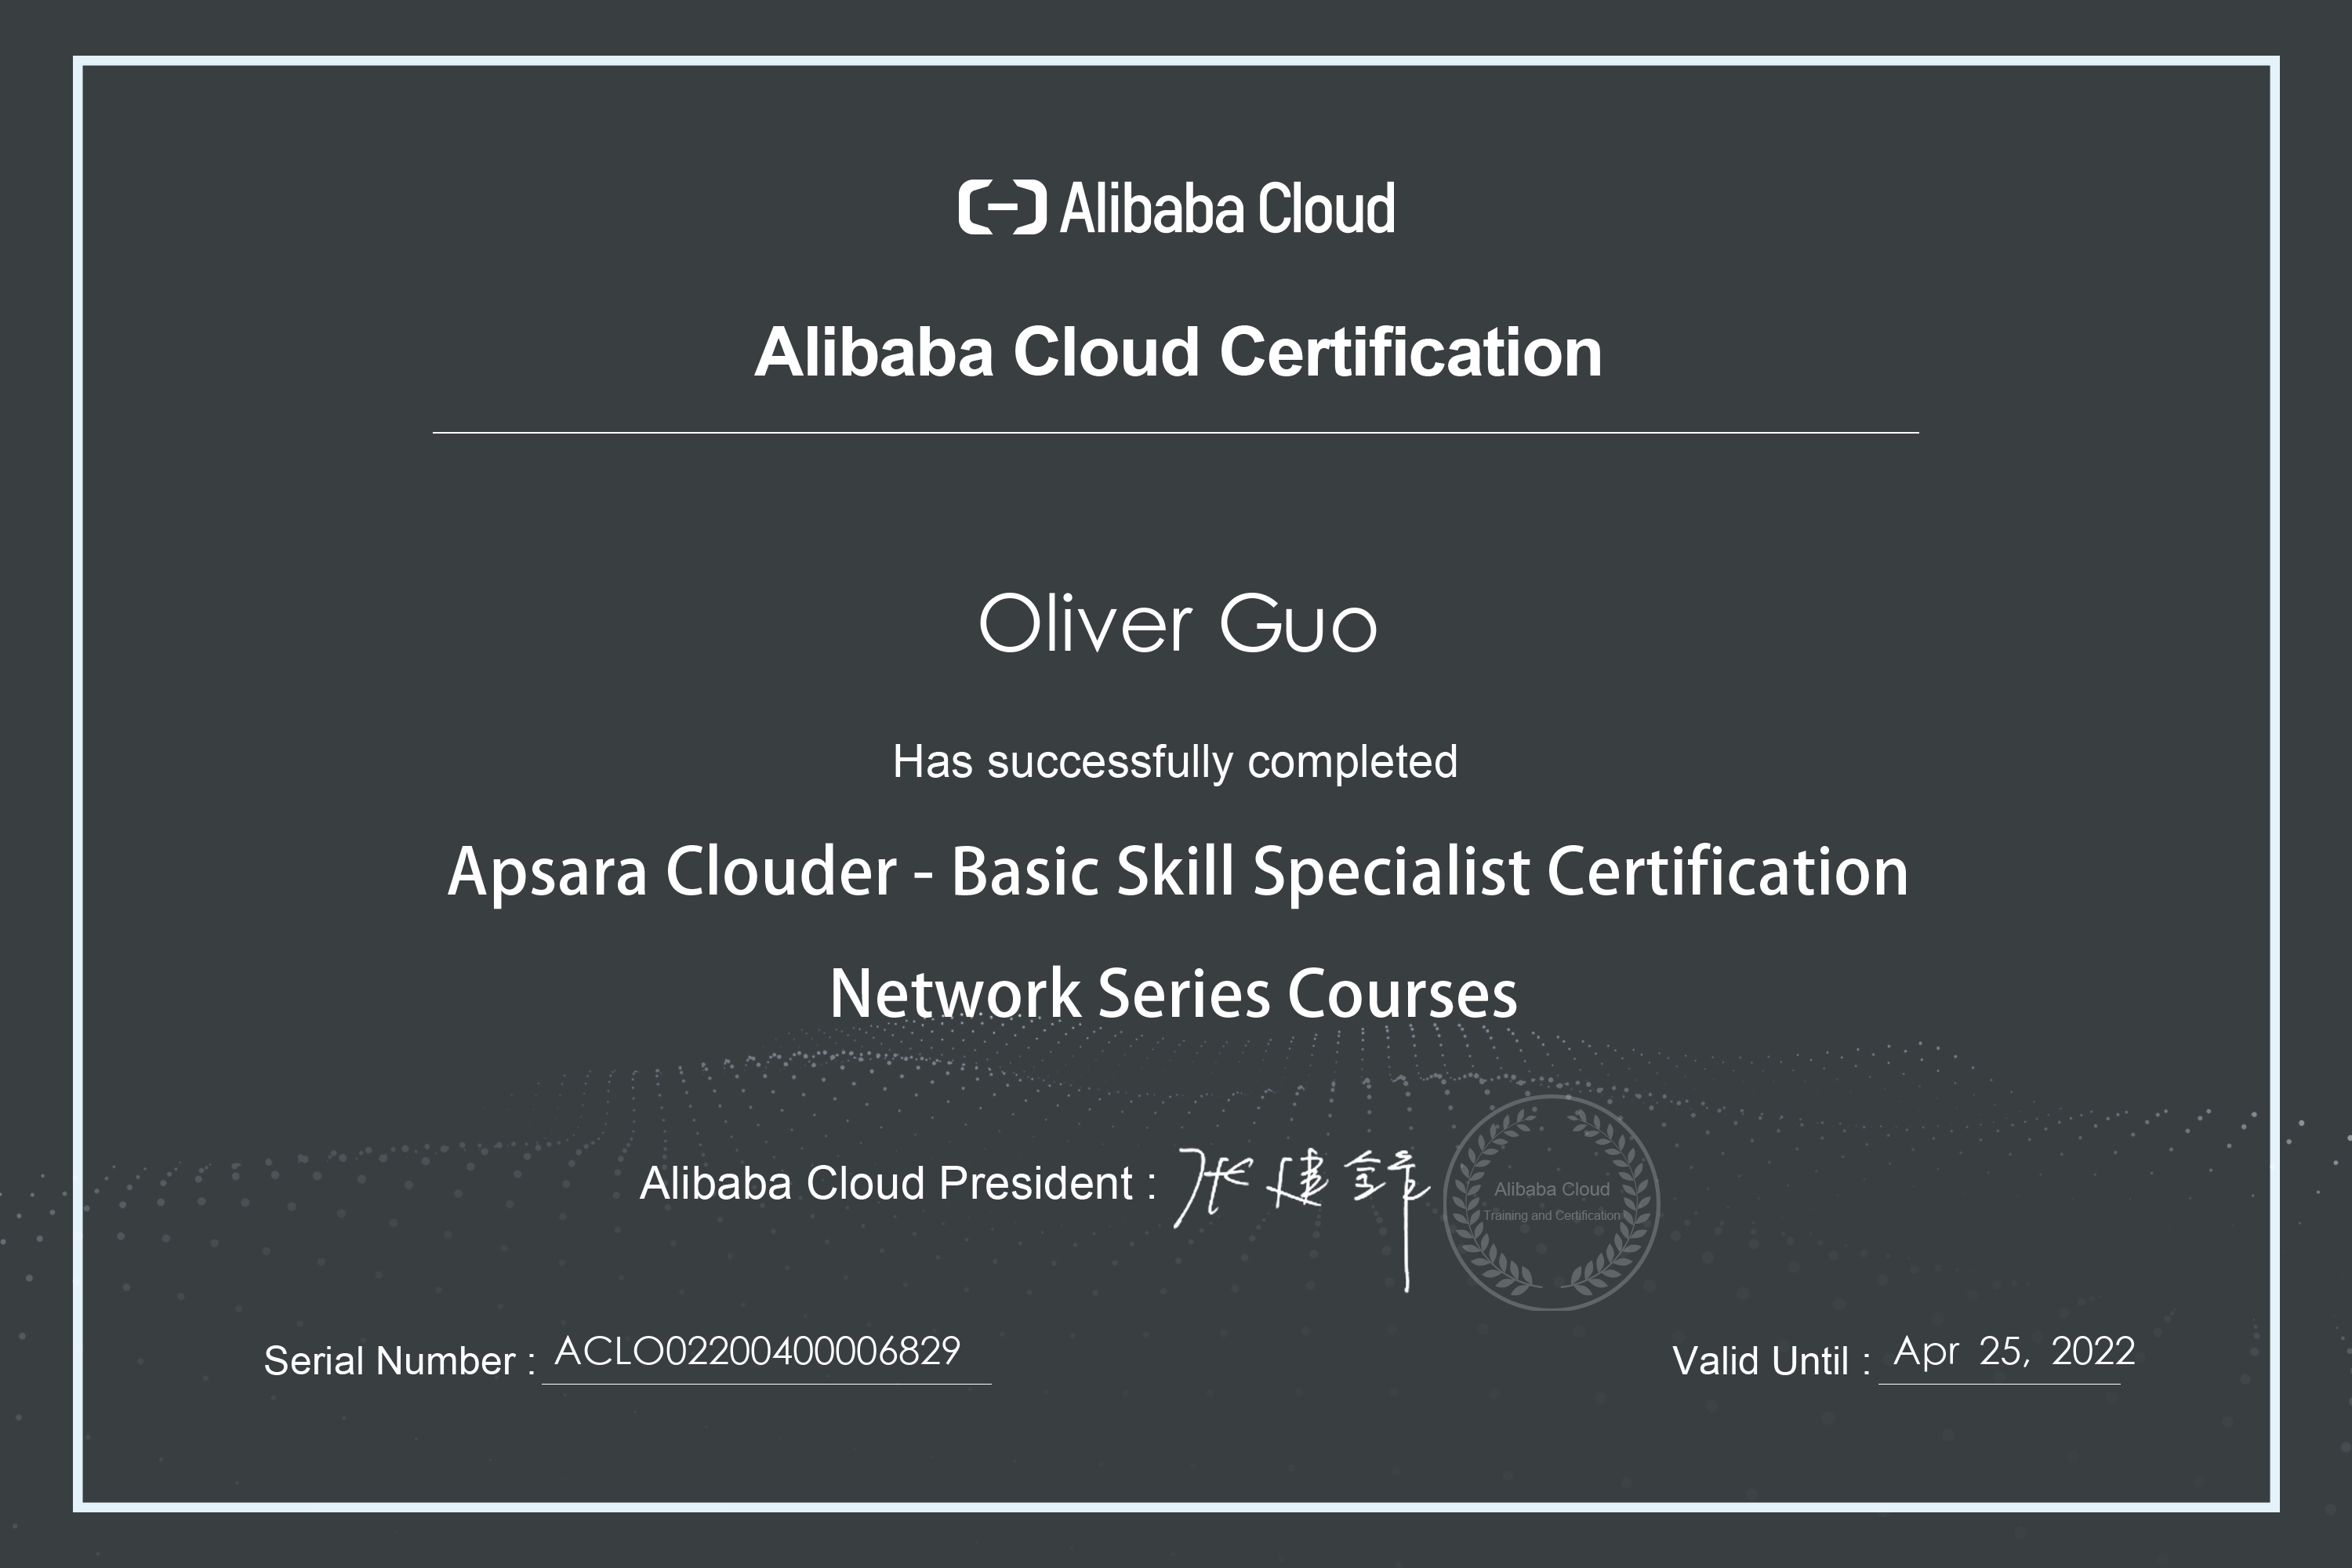 Alibaba Cloud
Alibaba Cloud Certification
Oliver Guo
Has successfully completed
Apsara Clouder - Basic Skill Specialist Certification
Network Series Courses
Alibaba Cloud President : 张建锋
Alibaba Cloud
Training and Certification
Serial Number : ACLO02200400006829
Valid Until : Apr 25, 2022